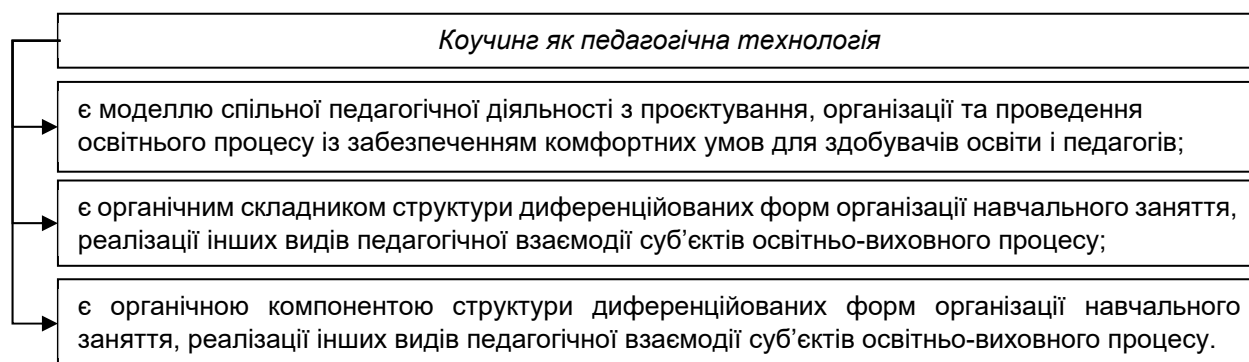 Коучинг як педагогічна технологія
є моделлю спільної педагогічної діяльності з проєктування, організації та проведення
освітнього процесу із забезпеченням комфортних умов для здобувачів освіти і педагогів;
є органічним складником структури диференційованих форм організації навчального заняття,
реалізації інших видів педагогічної взаємодії суб’єктів освітньо-виховного процесу;
є органічною компонентою структури диференційованих форм організації навчального
заняття, реалізації інших видів педагогічної взаємодії суб’єктів освітньо-виховного процесу.